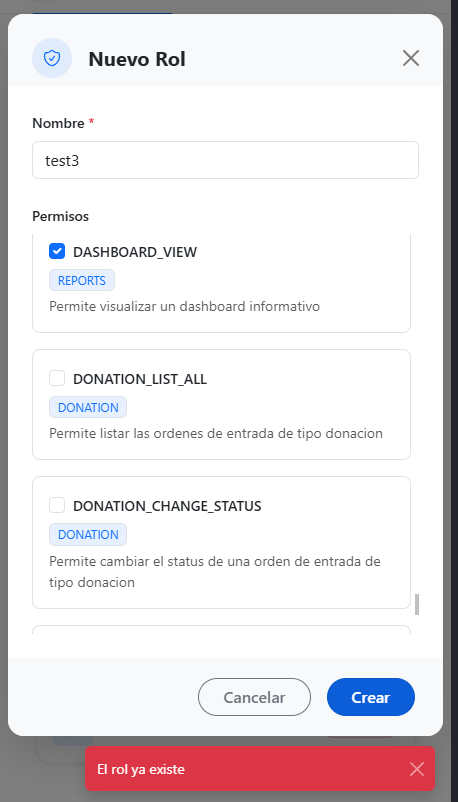 Nuevo Rol
Nombre *
test3
Permisos
DASHBOARD_VIEW
REPORTS
Permite visualizar un dashboard informativo
DONATION_LIST_ALL
DONATION
Permite listar las ordenes de entrada de tipo donacion
DONATION_CHANGE_STATUS
DONATION
Permite cambiar el status de una orden de entrada de
tipo donacion
Cancelar
Crear
El rol ya existe